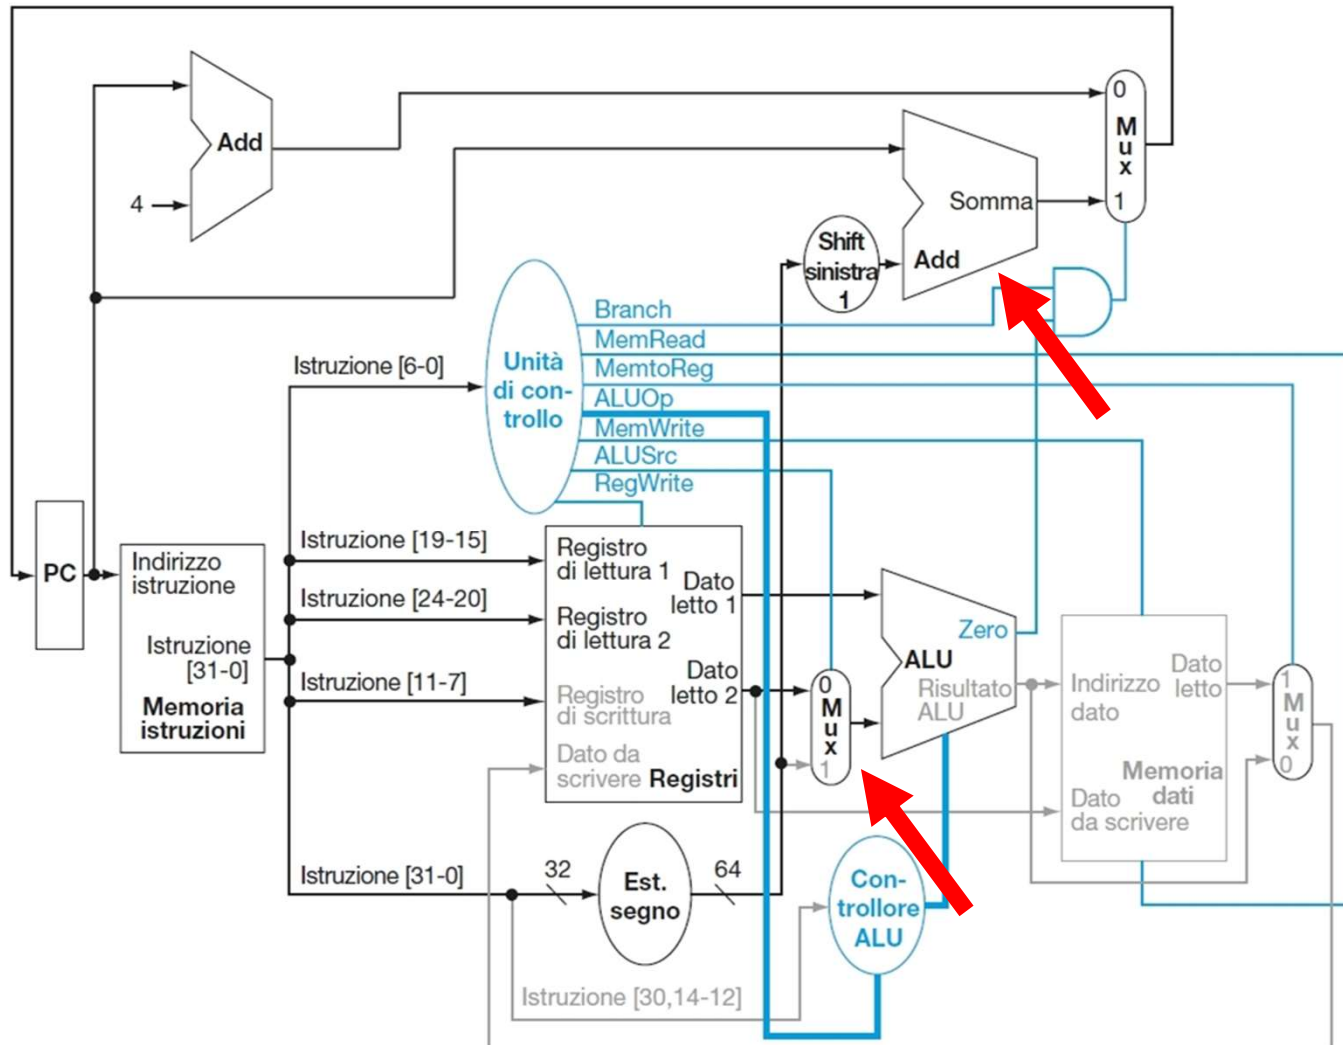 Add
4
0
Mux
1
Somma
Add
Shift
sinistra
1
Branch
MemRead
MemtoReg
ALUOp
MemWrite
ALUSrc
RegWrite
Unità
di con-
trollo
Istruzione [6-0]
PC
Indirizzo
istruzione
Istruzione
[31-0]
Memoria
istruzioni
Istruzione [19-15]
Istruzione [24-20]
Istruzione [11-7]
Istruzione [31-0]
Registro
di lettura 1
Registro
di lettura 2
Registro
di scrittura
Dato da
scrivere
Registri
Dato
letto 1
Dato
letto 2
0
Mux
1
Zero
ALU
Risultato
ALU
Indirizzo
dato
Dato
letto
Memoria
dati
Dato
da scrivere
1
Mux
0
32
Est.
segno
64
Con-
trollore
ALU
Istruzione [30,14-12]